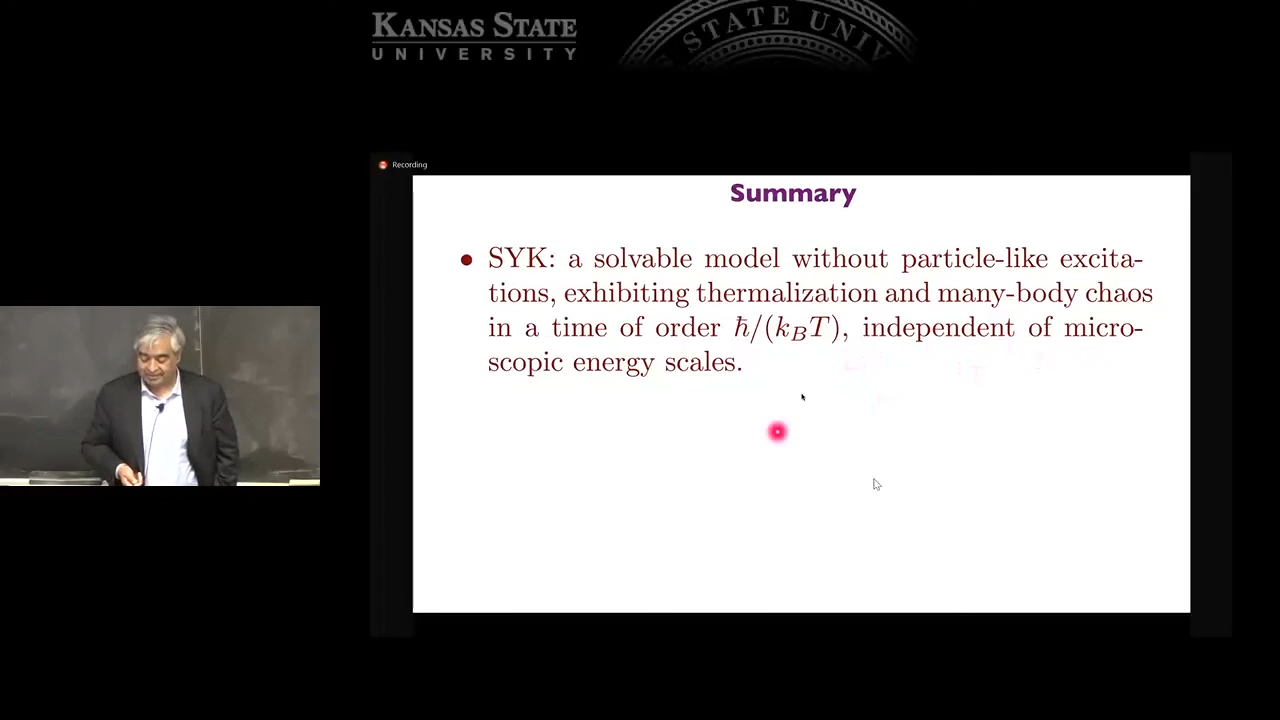 KANSAS STATE
UNIVERSITY
STATE UNIV
Recording
Summary
• SYK: a solvable model without particle-like excita-
tions, exhibiting thermalization and many-body chaos
in a time of order ℏ/(k_BT), independent of micro-
scopic energy scales.